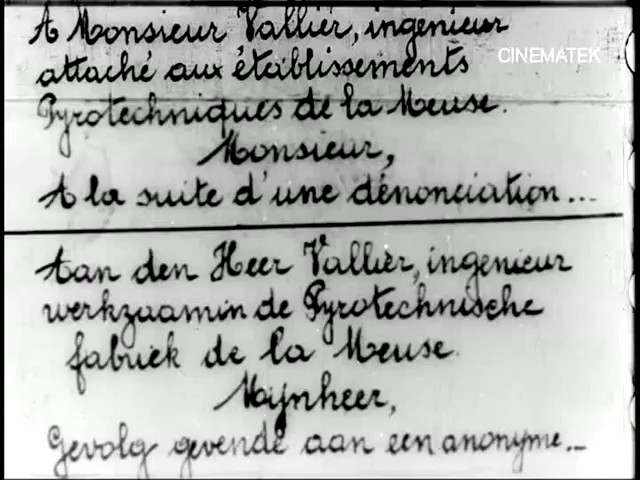 A Monsieur Vallier, ingénieur
CINEMATEK
attaché aux établissements
Pyrotechniques de la Meuse.
Monsieur,
A la suite d'une dénonciation...
Aan den Heer Vallier, ingenieur
werkzaam in de Pyrotechnische
fabriek de la Meuse.
Mijnheer,
Gevolg gevende aan een anonyme...